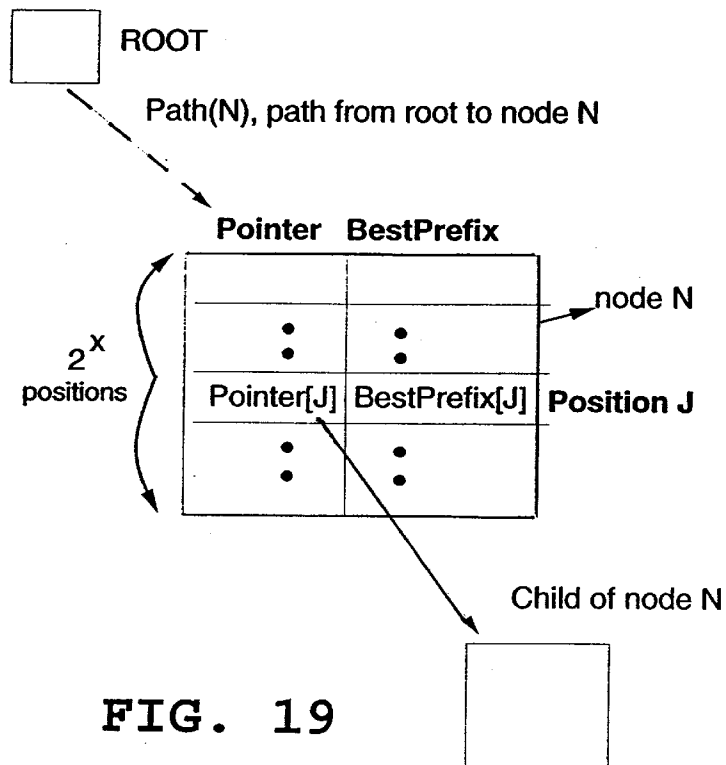 ROOT
Path(N), path from root to node N
Pointer BestPrefix
node N
2^X
positions
Pointer[J] BestPrefix[J] Position J
Child of node N
FIG. 19